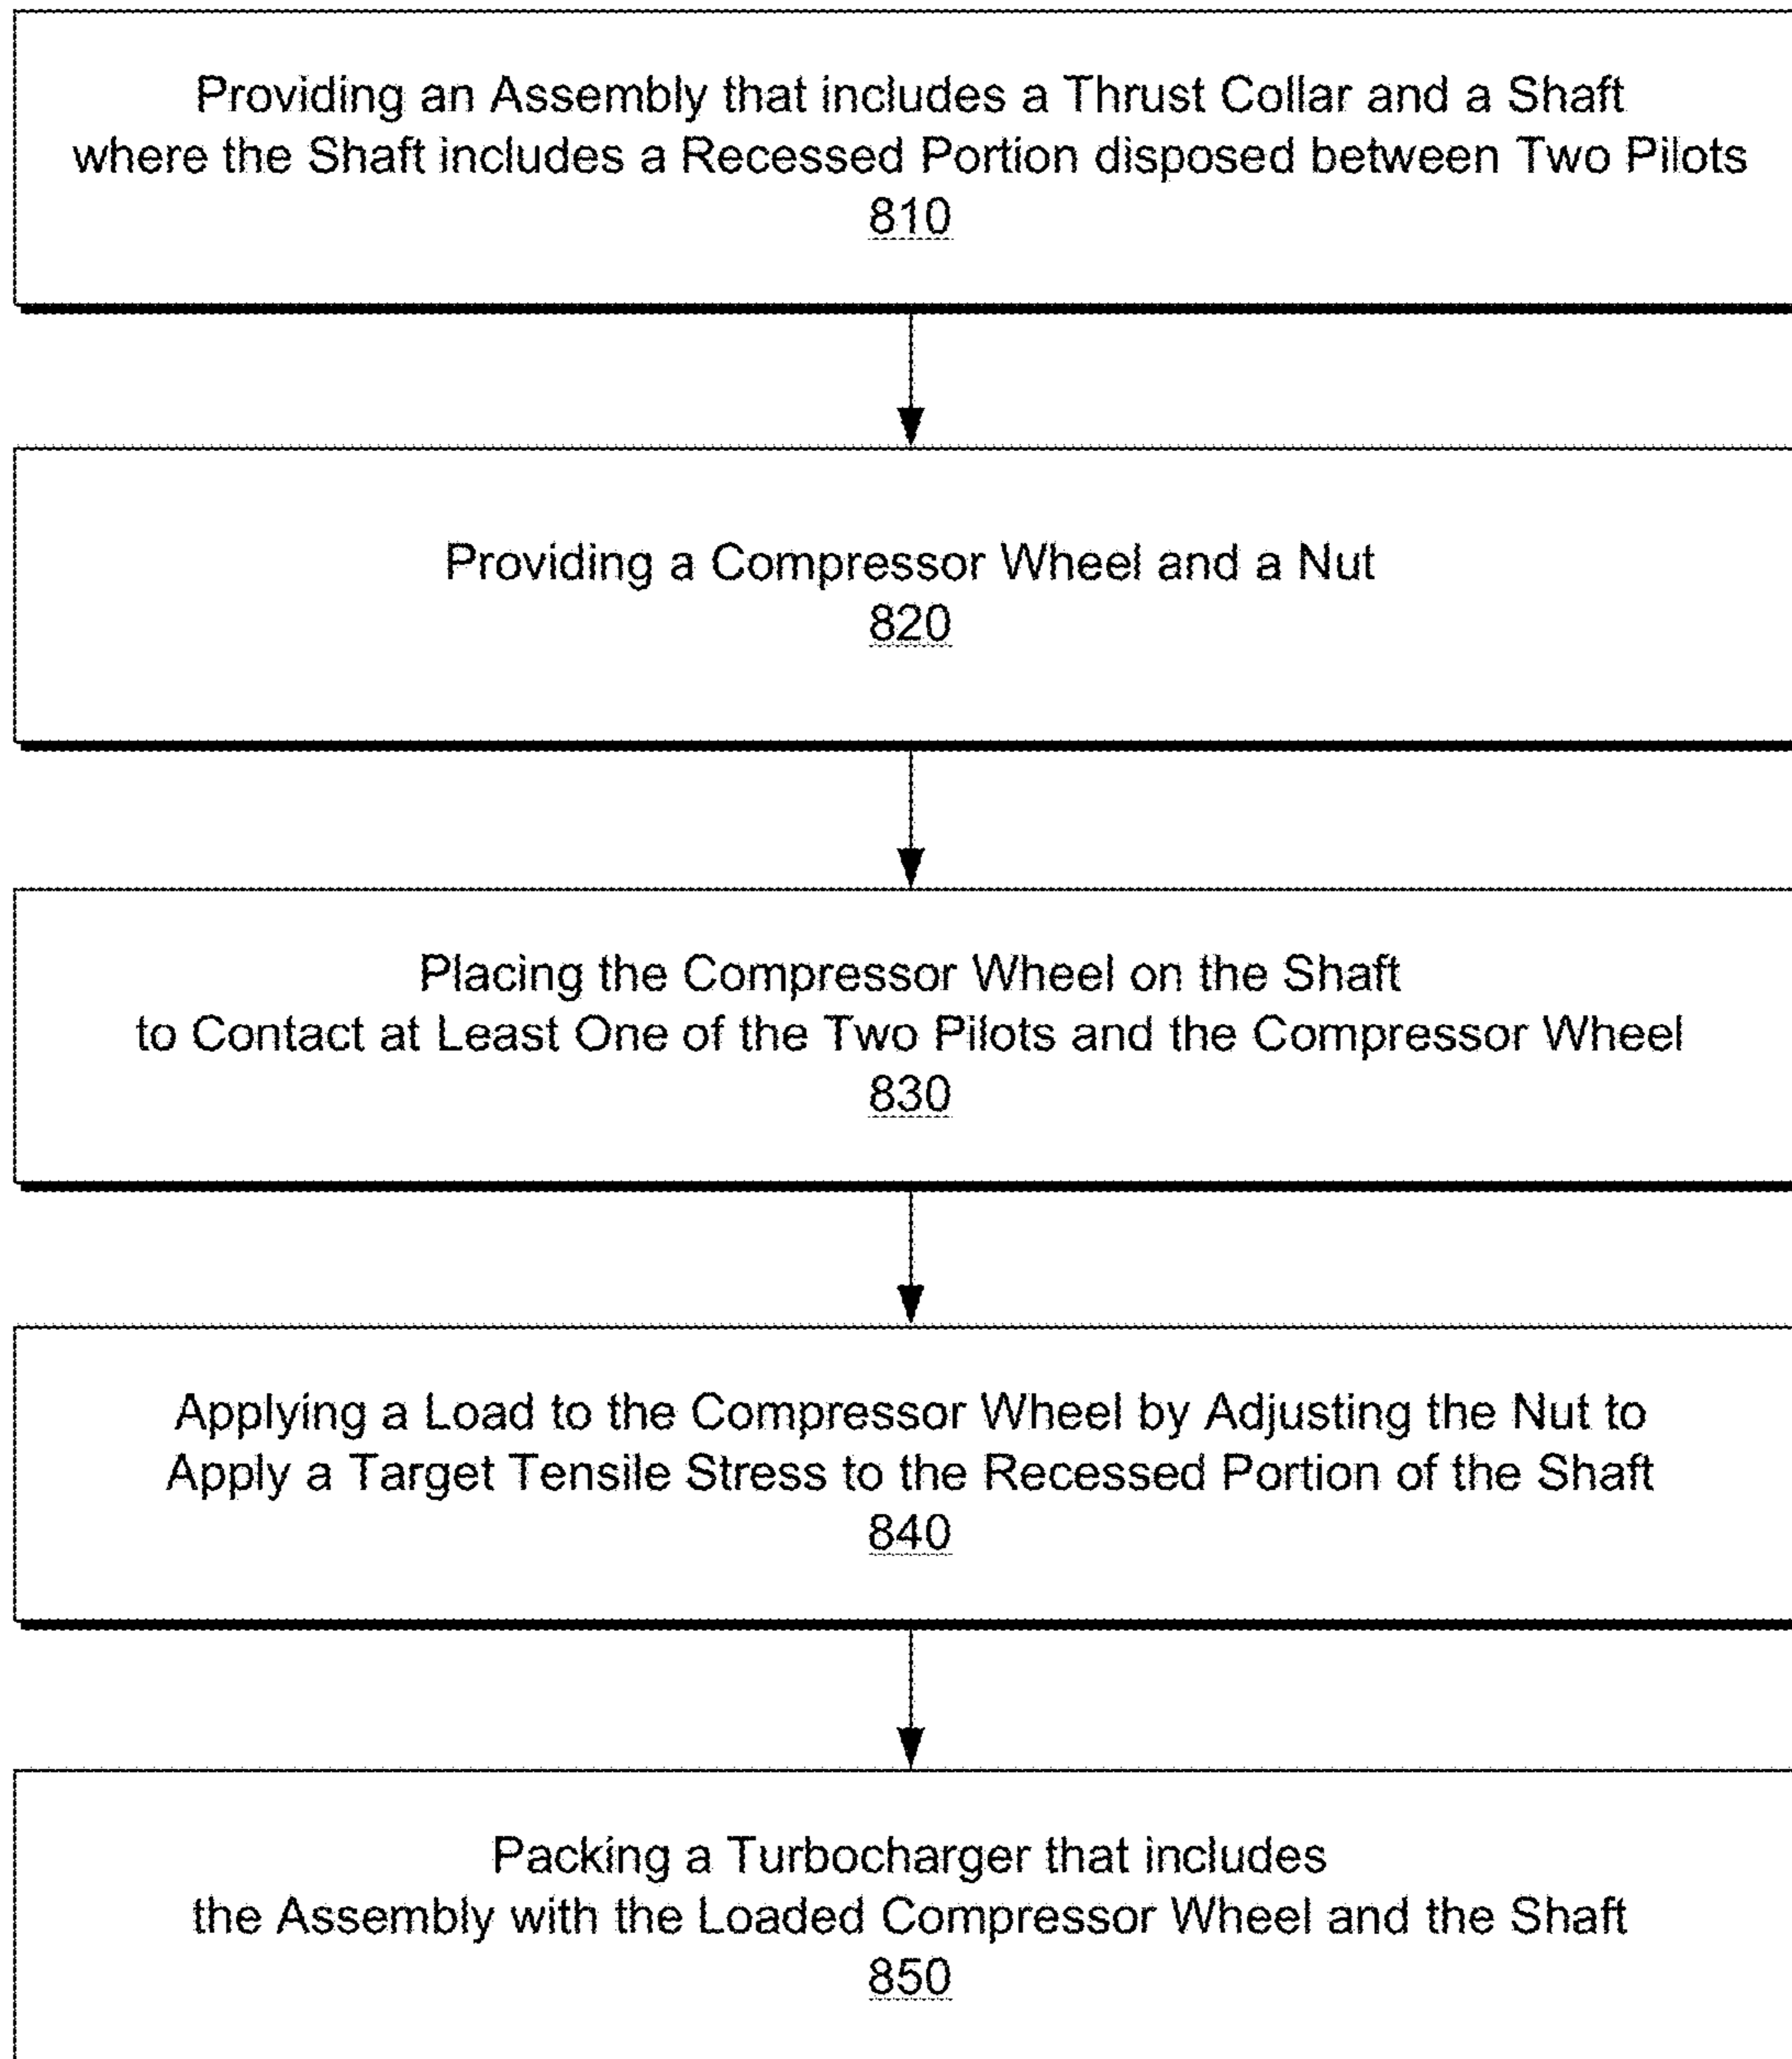 Providing an Assembly that includes a Thrust Collar and a Shaft
where the Shaft includes a Recessed Portion disposed between Two Pilots
810
Providing a Compressor Wheel and a Nut
820
Placing the Compressor Wheel on the Shaft
to Contact at Least One of the Two Pilots and the Compressor Wheel
830
Applying a Load to the Compressor Wheel by Adjusting the Nut to
Apply a Target Tensile Stress to the Recessed Portion of the Shaft
840
Packing a Turbocharger that includes
the Assembly with the Loaded Compressor Wheel and the Shaft
850